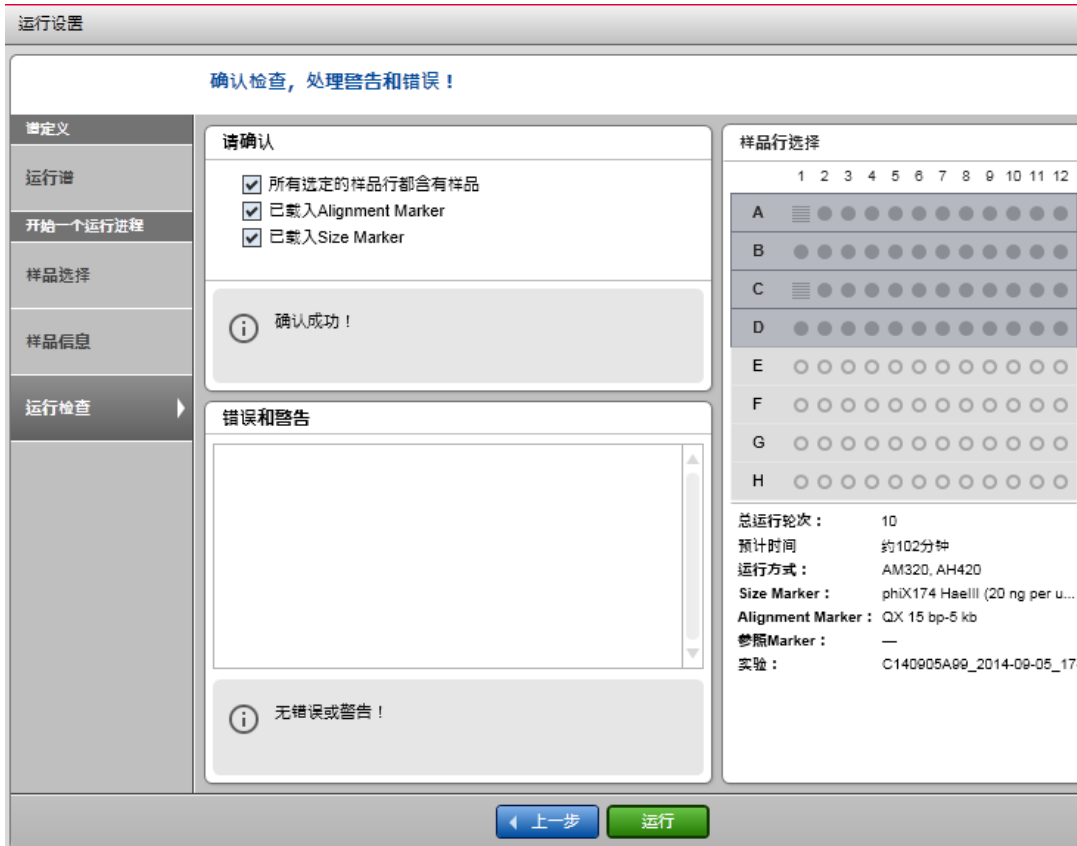 运行设置
确认检查，处理警告和错误！
谱定义
运行谱
开始一个运行进程
样品选择
样品信息
运行检查
请确认
所有选定的样品行都含有样品
已载入Alignment Marker
已载入Size Marker
确认成功！
错误和警告
无错误或警告！
样品行选择
1 2 3 4 5 6 7 8 9 10 11 12
A
B
C
D
E
F
G
H
总运行轮次： 10
预计时间 约102分钟
运行方式： AM320, AH420
Size Marker： phiX174 HaeIII (20 ng per u...
Alignment Marker： QX 15 bp-5 kb
参照Marker： —
实验： C140905A99_2014-09-05_17
上一步
运行